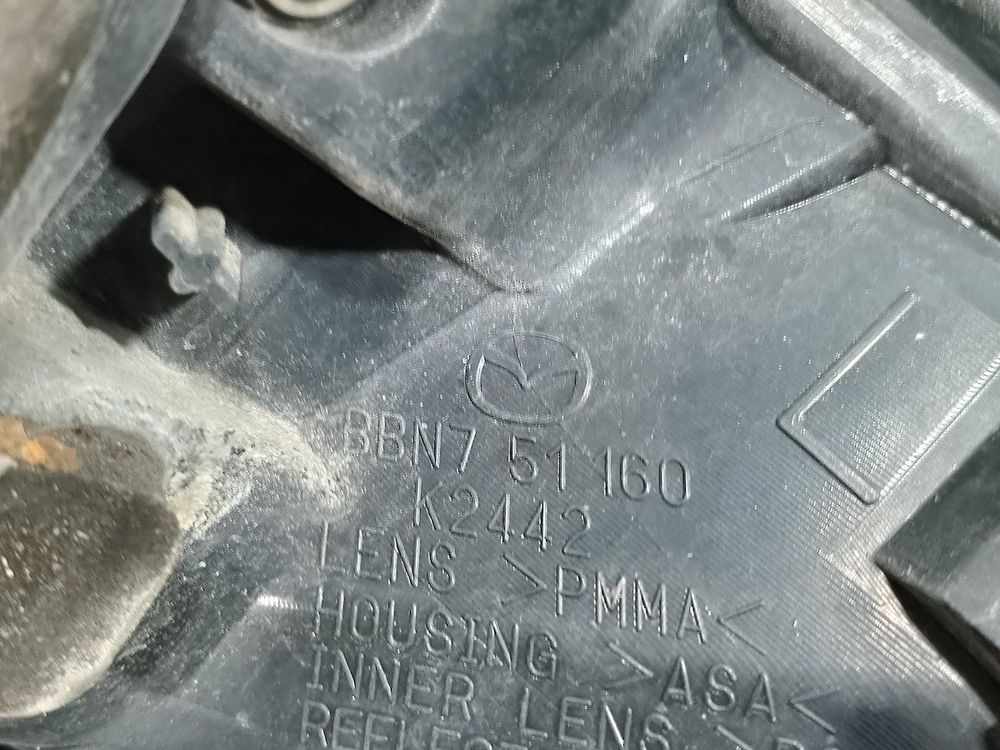 BBN7 51 160
K2442
LENS >PMMA<
HOUSING >ASA<
INNER LENS >